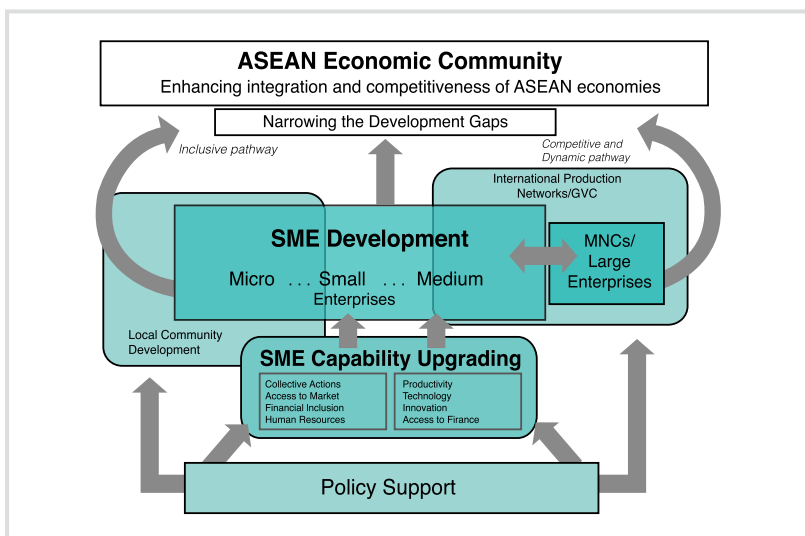 ASEAN Economic Community
Enhancing integration and competitiveness of ASEAN economies
Narrowing the Development Gaps
Inclusive pathway
Competitive and
Dynamic pathway
International Production
Networks/GVC
SME Development
Micro ... Small ... Medium
Enterprises
MNCs/
Large
Enterprises
Local Community
Development
SME Capability Upgrading
Collective Actions
Access to Market
Financial Inclusion
Human Resources
Productivity
Technology
Innovation
Access to Finance
Policy Support